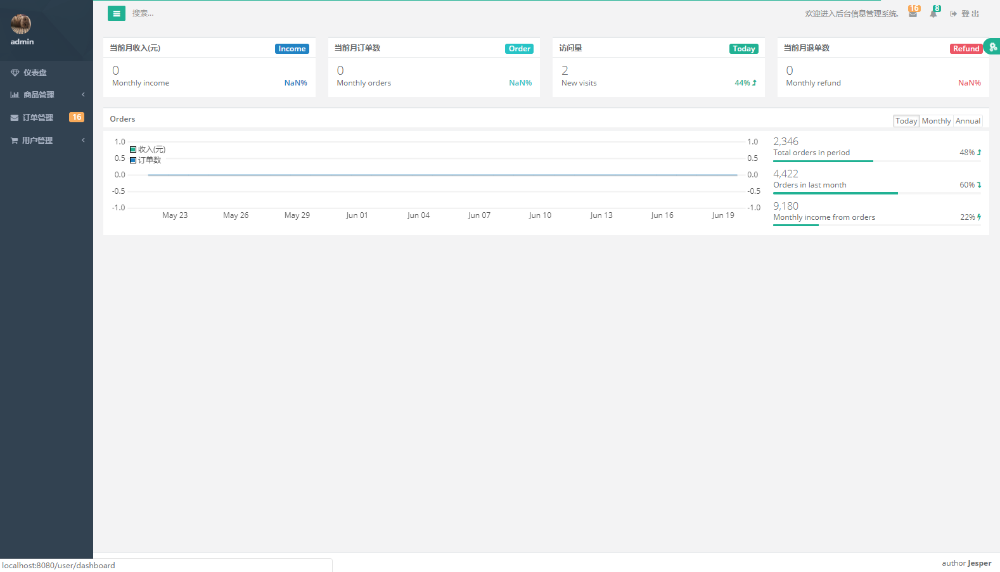 搜索...
欢迎进入后台信息管理系统.
16
8
登 出
admin
仪表盘
商品管理
订单管理 16
用户管理
当前月收入(元) Income
0
Monthly income NaN%
当前月订单数 Order
0
Monthly orders NaN%
访问量 Today
2
New visits 44%
当前月退单数 Refund
0
Monthly refund NaN%
Orders
Today Monthly Annual
1.0
0.5
0.0
-0.5
-1.0
收入(元)
订单数
1.0
0.5
0.0
-0.5
-1.0
May 23 May 26 May 29 Jun 01 Jun 04 Jun 07 Jun 10 Jun 13 Jun 16 Jun 19
2,346
Total orders in period 48%
4,422
Orders in last month 60%
9,180
Monthly income from orders 22%
localhost:8080/user/dashboard
author Jesper